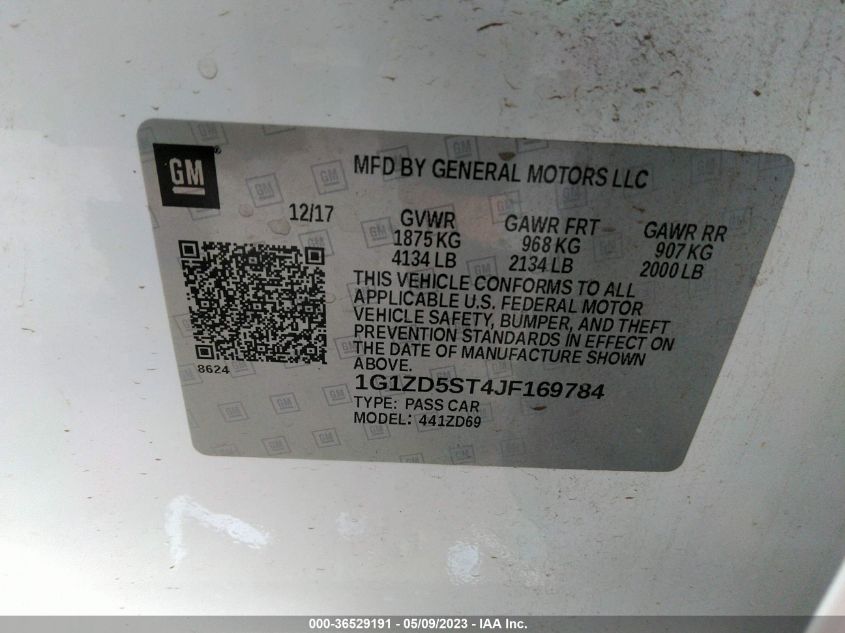 GM
MFD BY GENERAL MOTORS LLC
12/17
GVWR GAWR FRT GAWR RR
1875 KG 968 KG 907 KG
4134 LB 2134 LB 2000 LB
THIS VEHICLE CONFORMS TO ALL
APPLICABLE U.S. FEDERAL MOTOR
VEHICLE SAFETY, BUMPER, AND THEFT
PREVENTION STANDARDS IN EFFECT ON
THE DATE OF MANUFACTURE SHOWN
ABOVE.
8624
1G1ZD5ST4JF169784
TYPE: PASS CAR
MODEL: 441ZD69
000-36529191 - 05/09/2023 - IAA Inc.